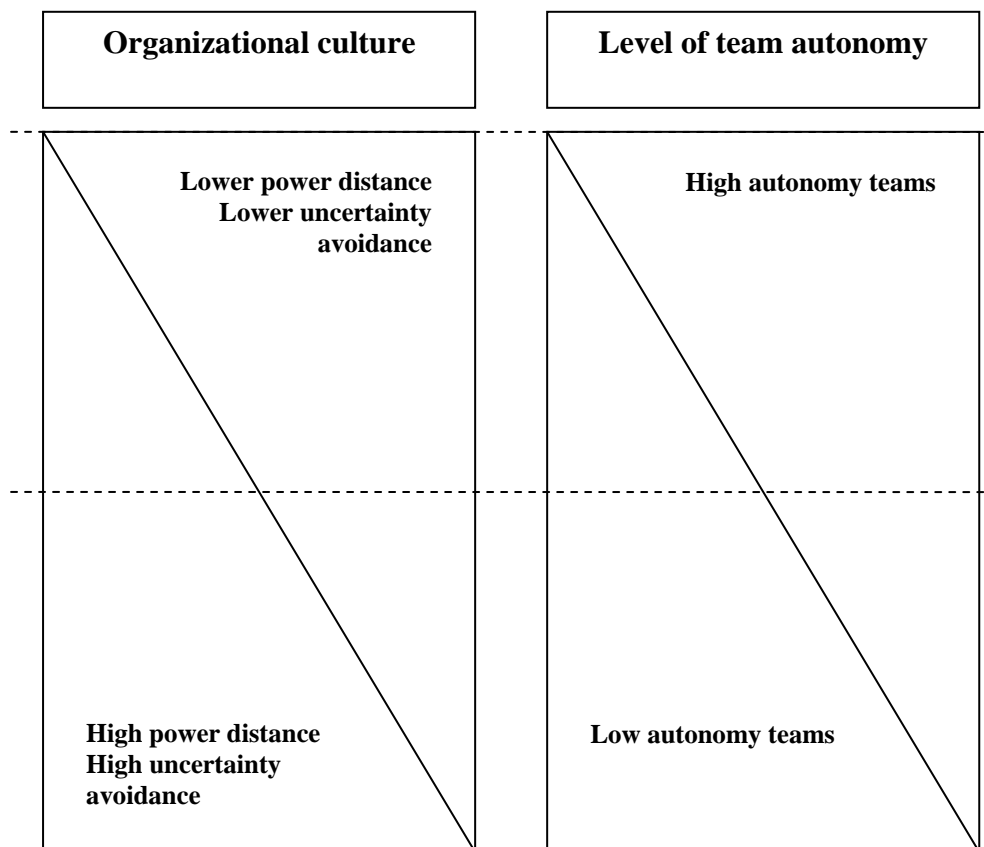 Organizational culture
Level of team autonomy
Lower power distance
Lower uncertainty
avoidance
High autonomy teams
High power distance
High uncertainty
avoidance
Low autonomy teams